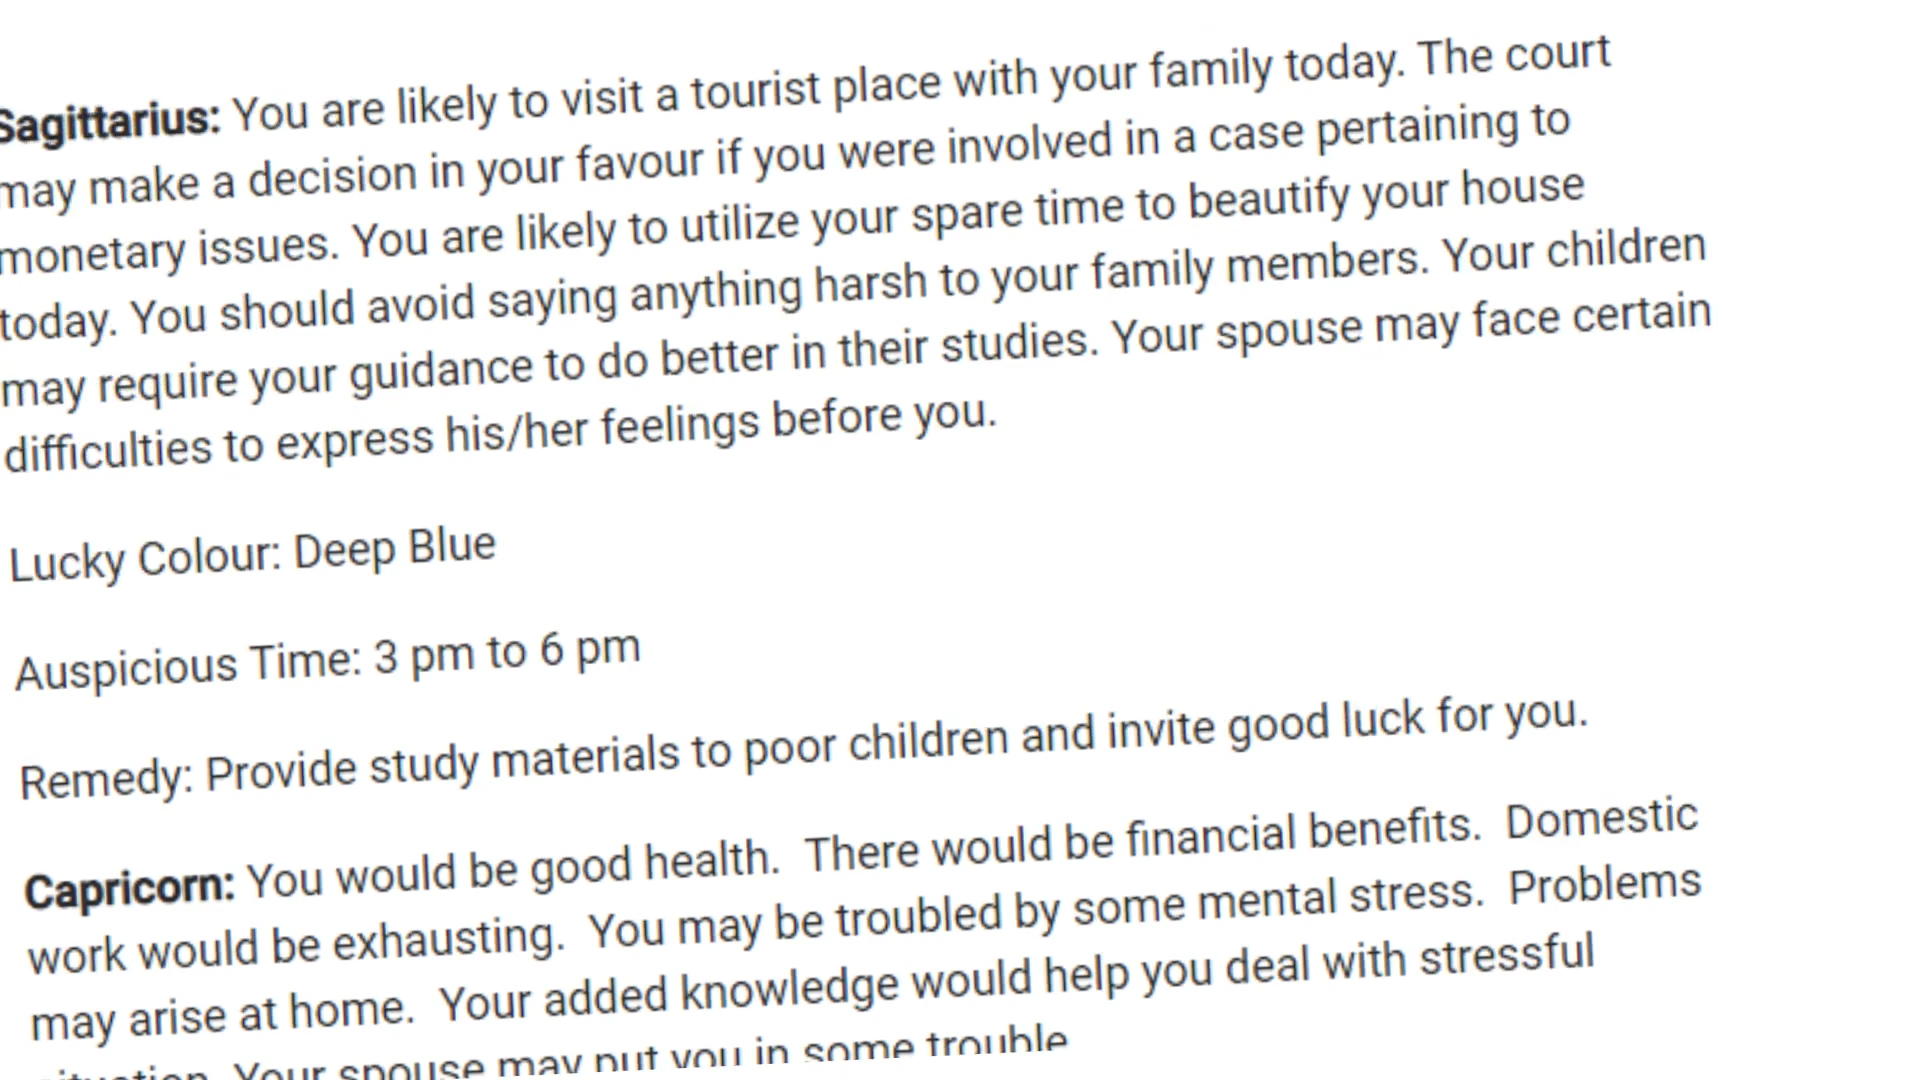 Sagittarius: You are likely to visit a tourist place with your family today. The court
may make a decision in your favour if you were involved in a case pertaining to
monetary issues. You are likely to utilize your spare time to beautify your house
today. You should avoid saying anything harsh to your family members. Your children
may require your guidance to do better in their studies. Your spouse may face certain
difficulties to express his/her feelings before you.
Lucky Colour: Deep Blue
Auspicious Time: 3 pm to 6 pm
Remedy: Provide study materials to poor children and invite good luck for you.
Capricorn: You would be good health.  There would be financial benefits.  Domestic
work would be exhausting.  You may be troubled by some mental stress.  Problems
may arise at home.  Your added knowledge would help you deal with stressful
situation. Your spouse may put you in some trouble